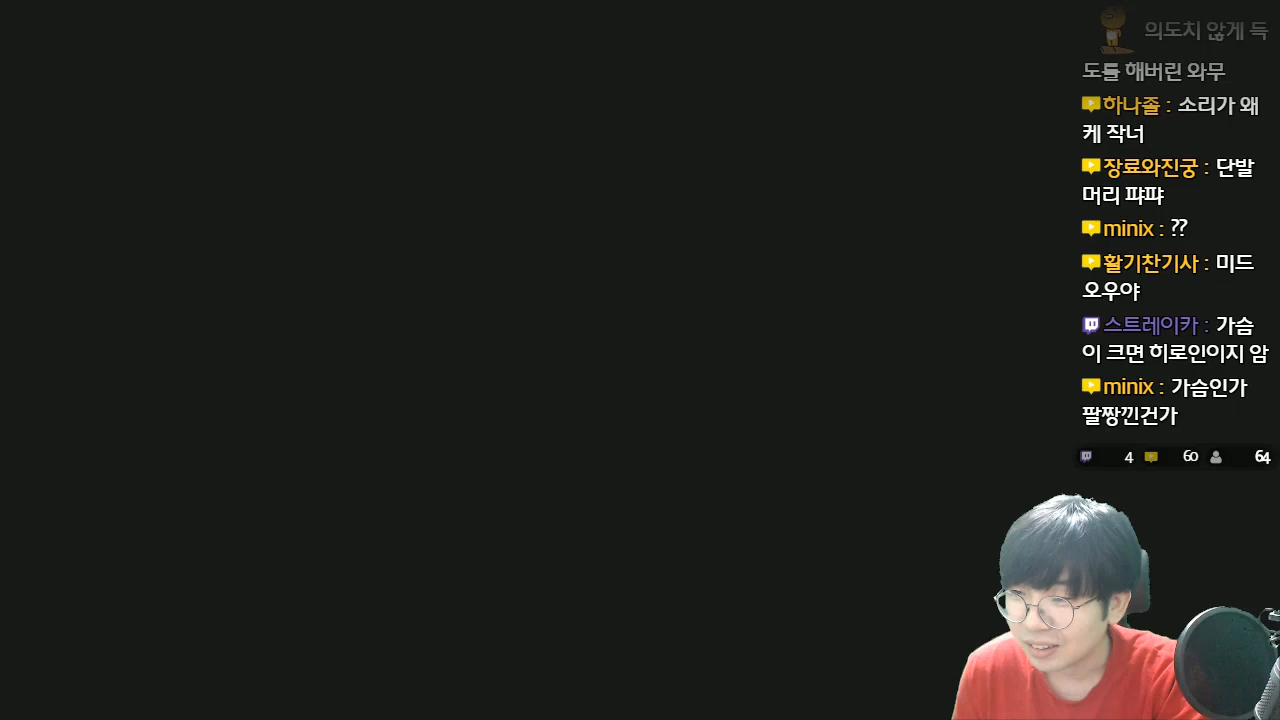 의도치 않게 득
도를 해버린 와무
하나졸 : 소리가 왜
케 작너
장료와진궁 : 단발
머리 퍄퍄
minix : ??
활기찬기사 : 미드
오우야
스트레이카 : 가슴
이 크면 히로인이지 암
minix : 가슴인가
팔짱낀건가
4 60 64